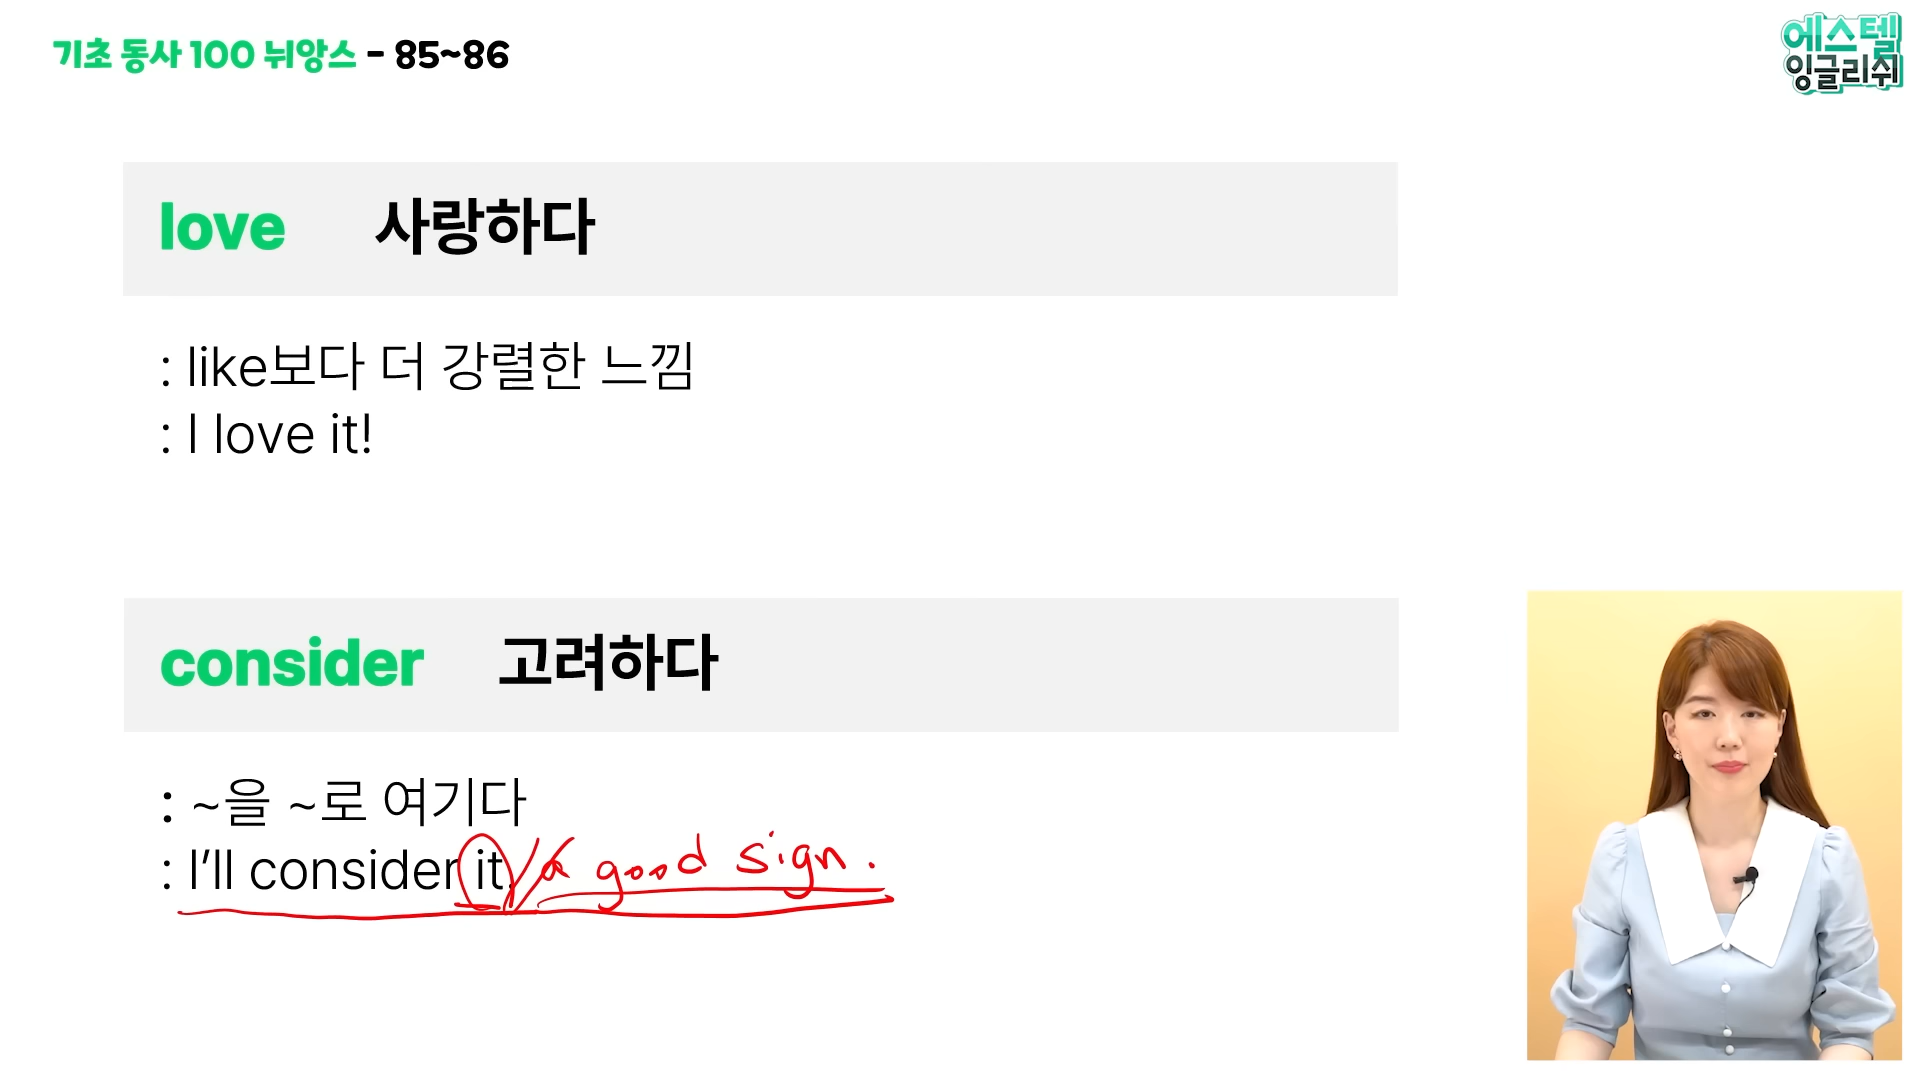 기초 동사 100 뉘앙스 - 85~86
에스텔
잉글리쉬
love 사랑하다
: like보다 더 강렬한 느낌
: I love it!
consider 고려하다
: ~을 ~로 여기다
: I'll consider it. / a good sign.